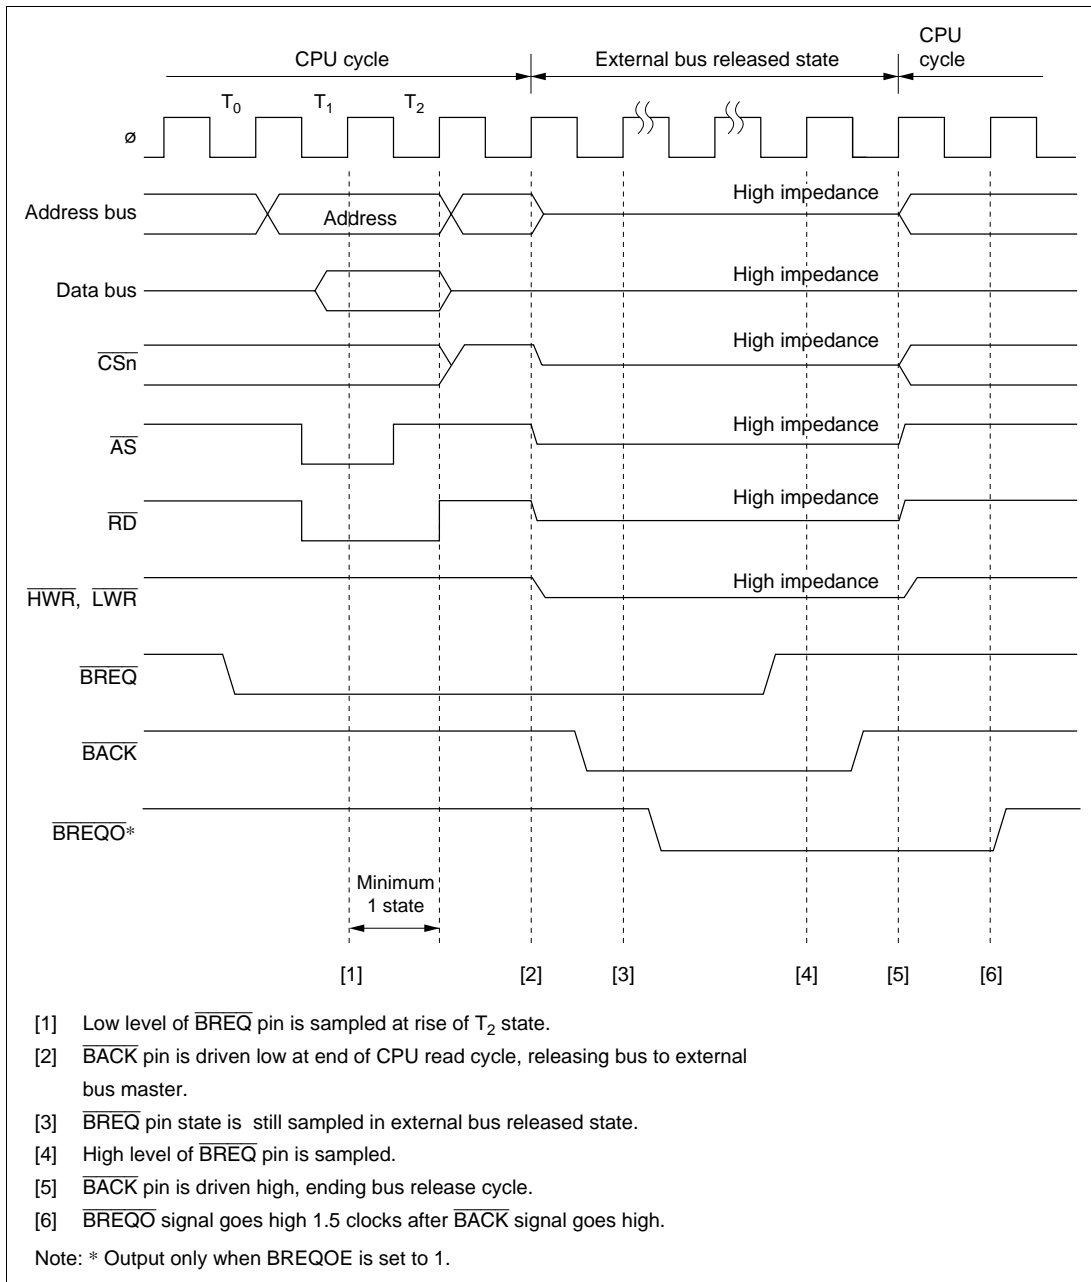 CPU cycle
External bus released state
CPU
cycle
T0
T1
T2
ø
Address bus
Address
High impedance
Data bus
High impedance
CSn
High impedance
AS
High impedance
RD
High impedance
HWR, LWR
High impedance
BREQ
BACK
BREQO*
Minimum
1 state
[1] [2] [3] [4] [5] [6]
[1] Low level of BREQ pin is sampled at rise of T2 state.
[2] BACK pin is driven low at end of CPU read cycle, releasing bus to external
bus master.
[3] BREQ pin state is still sampled in external bus released state.
[4] High level of BREQ pin is sampled.
[5] BACK pin is driven high, ending bus release cycle.
[6] BREQO signal goes high 1.5 clocks after BACK signal goes high.
Note: * Output only when BREQOE is set to 1.